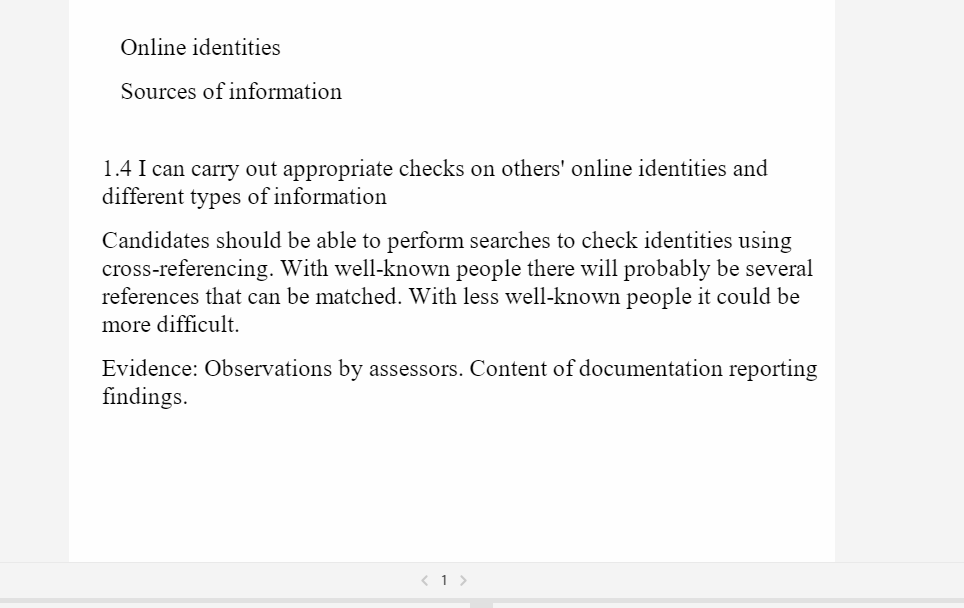 Online identities
Sources of information
1.4 I can carry out appropriate checks on others' online identities and
different types of information
Candidates should be able to perform searches to check identities using
cross-referencing. With well-known people there will probably be several
references that can be matched. With less well-known people it could be
more difficult.
Evidence: Observations by assessors. Content of documentation reporting
findings.
1